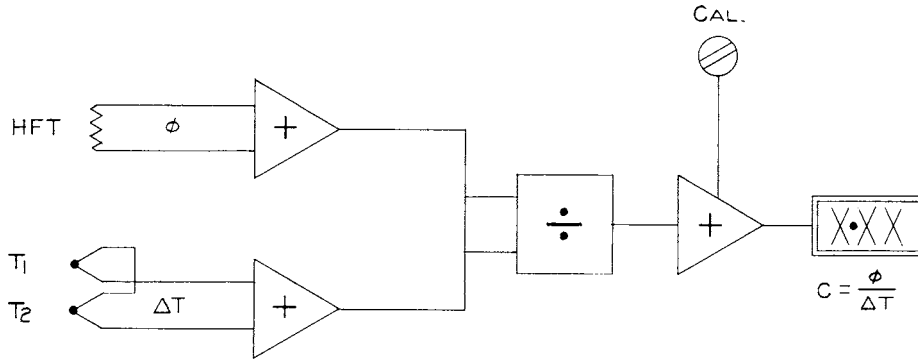 CAL.
HFT
φ
+
÷
+
X.XX
T1
T2
ΔT
+
C = φ/ΔT